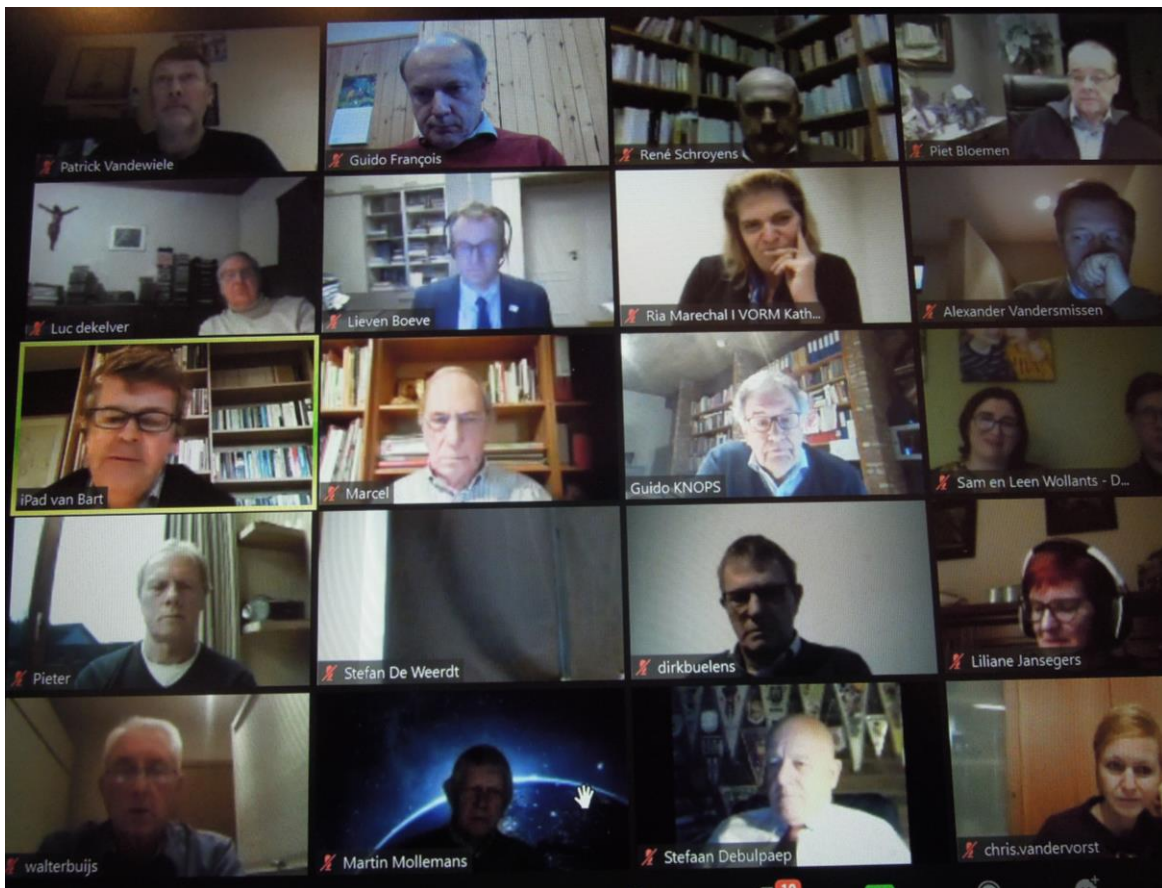 Patrick Vandewiele
Guido François
René Schroyens
Piet Bloemen
Luc dekelver
Lieven Boeve
Ria Marechal I VORM Kath...
Alexander Vandersmissen
iPad van Bart
Marcel
Guido KNOPS
Sam en Leen Wollants - D...
Pieter
Stefan De Weerdt
dirkbuelens
Liliane Jansegers
walterbuijs
Martin Mollemans
Stefaan Debulpaep
chris.vandervorst